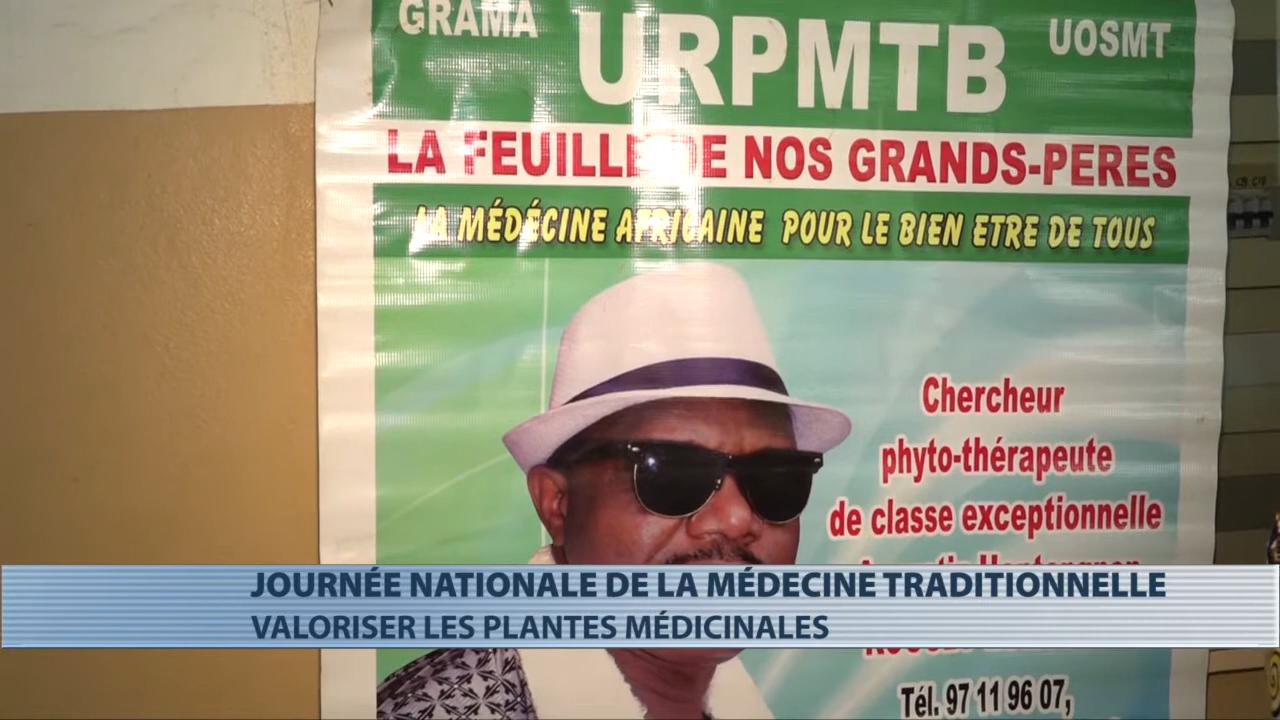 GRAMA
URPMTB
UOSMT
LA FEUILLE DE NOS GRANDS-PERES
LA MÉDÉCINE AFRICAINE POUR LE BIEN ETRE DE TOUS
CB C/F
Chercheur
phyto-thérapeute
de classe exceptionnelle
JOURNÉE NATIONALE DE LA MÉDECINE TRADITIONNELLE
VALORISER LES PLANTES MÉDICINALES
Tél. 97 11 96 07,